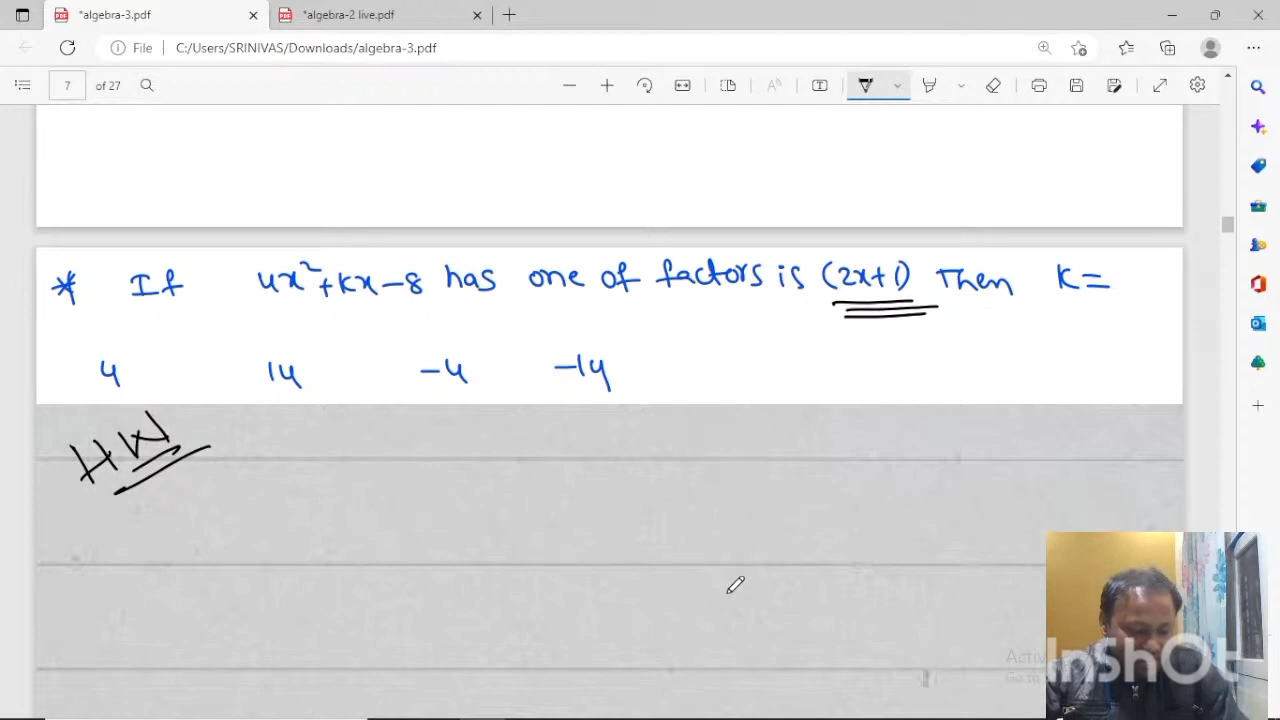 *algebra-3.pdf
*algebra-2 live.pdf
File
C:/Users/SRINIVAS/Downloads/algebra-3.pdf
7 of 27
* If 4x²+kx-8 has one of factors is (2x+1) Then K=
4 14 -4 -14
HW
InShOt